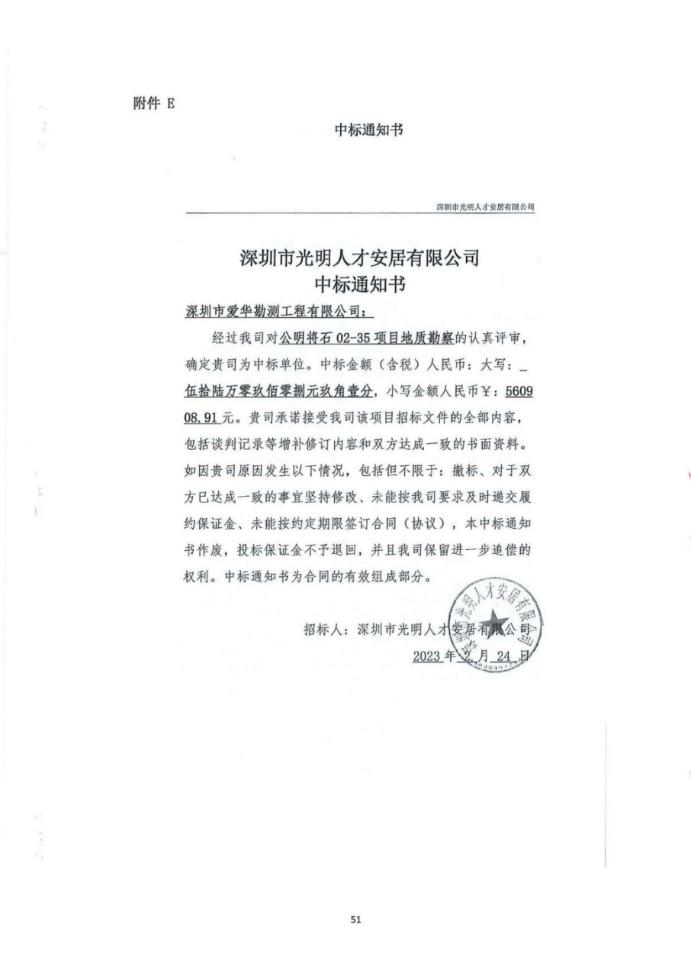 附件 E
中标通知书
深圳市光明人才安居有限公司
深圳市光明人才安居有限公司
中标通知书
深圳市爱华勘测工程有限公司：
经过我司对公明将石 02-35 项目地质勘察的认真评审，
确定贵司为中标单位。中标金额（含税）人民币：大写：_
伍拾陆万零玖佰零捌元玖角壹分，小写金额人民币￥：5609
08.91 元。贵司承诺接受我司该项目招标文件的全部内容，
包括谈判记录等增补修订内容和双方达成一致的书面资料。
如因贵司原因发生以下情况，包括但不限于：撤标、对于双
方已达成一致的事宜坚持修改、未能按我司要求及时递交履
约保证金、未能按约定期限签订合同（协议），本中标通知
书作废，投标保证金不予退回，并且我司保留进一步追偿的
权利。中标通知书为合同的有效组成部分。
招标人：深圳市光明人才安居有限公司
2023 年 2 月 24 日
51